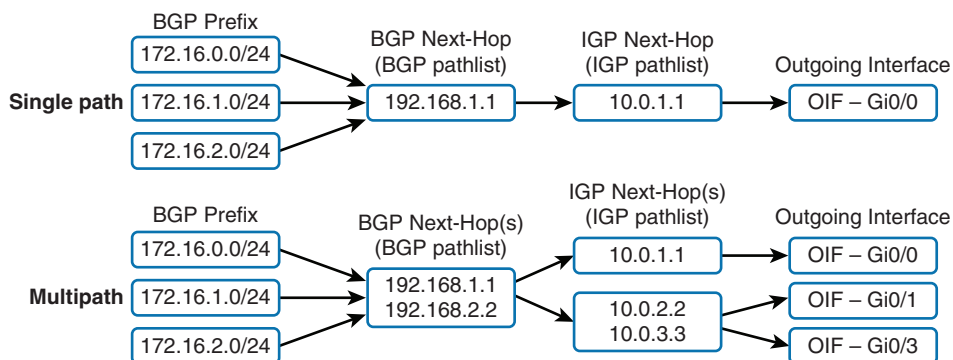 BGP Prefix
172.16.0.0/24
BGP Next-Hop
(BGP pathlist)
IGP Next-Hop
(IGP pathlist)
Outgoing Interface
Single path
172.16.1.0/24
192.168.1.1
10.0.1.1
OIF – Gi0/0
172.16.2.0/24
BGP Prefix
172.16.0.0/24
BGP Next-Hop(s)
(BGP pathlist)
IGP Next-Hop(s)
(IGP pathlist)
Outgoing Interface
10.0.1.1
OIF – Gi0/0
Multipath
172.16.1.0/24
192.168.1.1
192.168.2.2
10.0.2.2
10.0.3.3
OIF – Gi0/1
172.16.2.0/24
OIF – Gi0/3